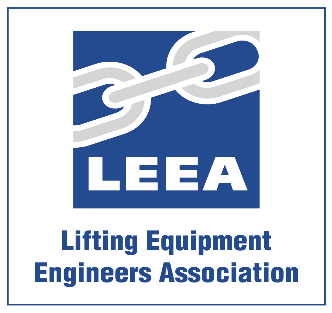 LEEA
Lifting Equipment
Engineers Association